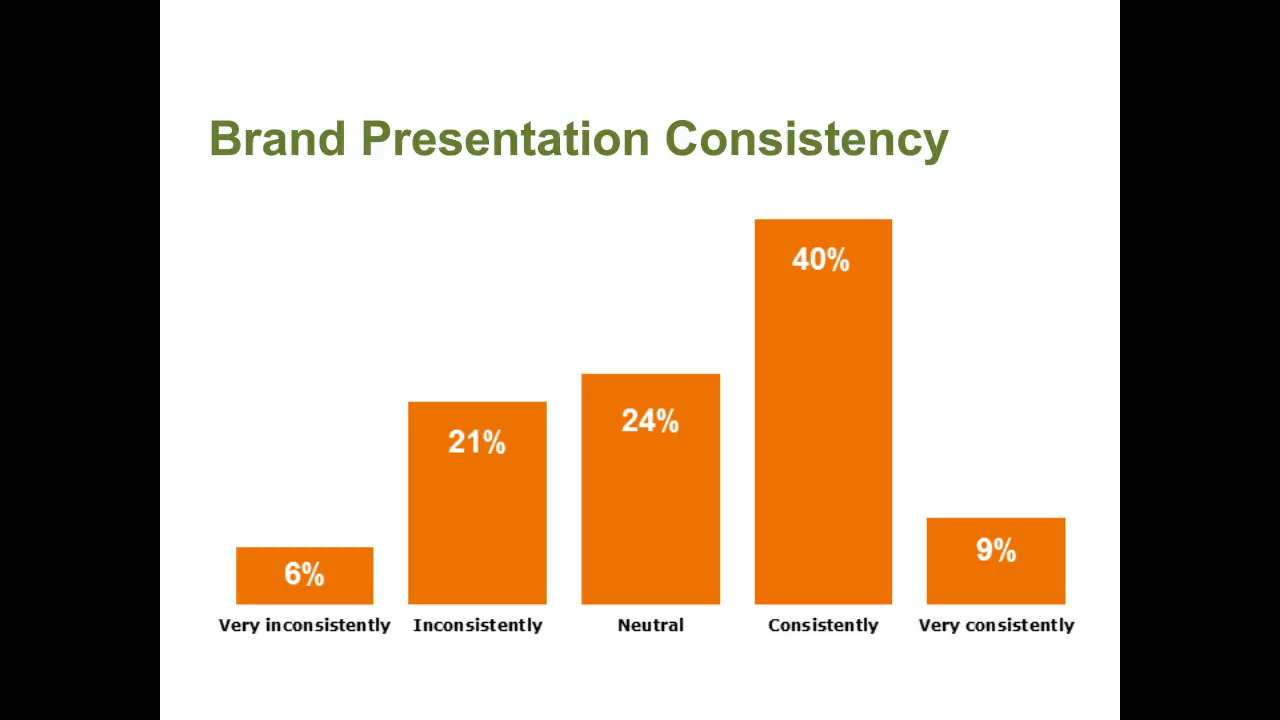 Brand Presentation Consistency
40%
24%
21%
9%
6%
Very inconsistently Inconsistently Neutral Consistently Very consistently